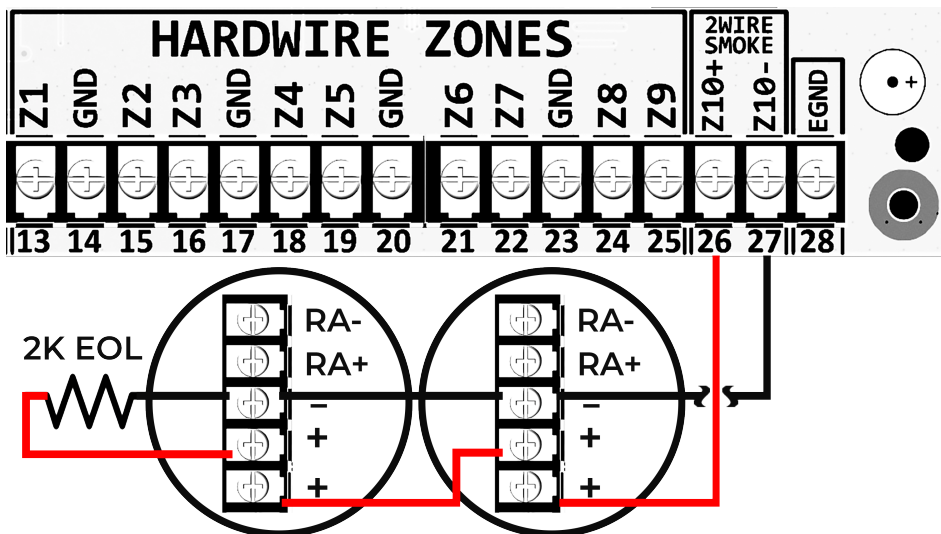 HARDWIRE ZONES
2WIRE
SMOKE
Z1 GND Z2 Z3 GND Z4 Z5 GND Z6 Z7 GND Z8 Z9 Z10+ Z10- EGND
+
13 14 15 16 17 18 19 20 21 22 23 24 25 26 27 28
RA- RA-
2K EOL RA+ RA+
– –
+ +
+ +